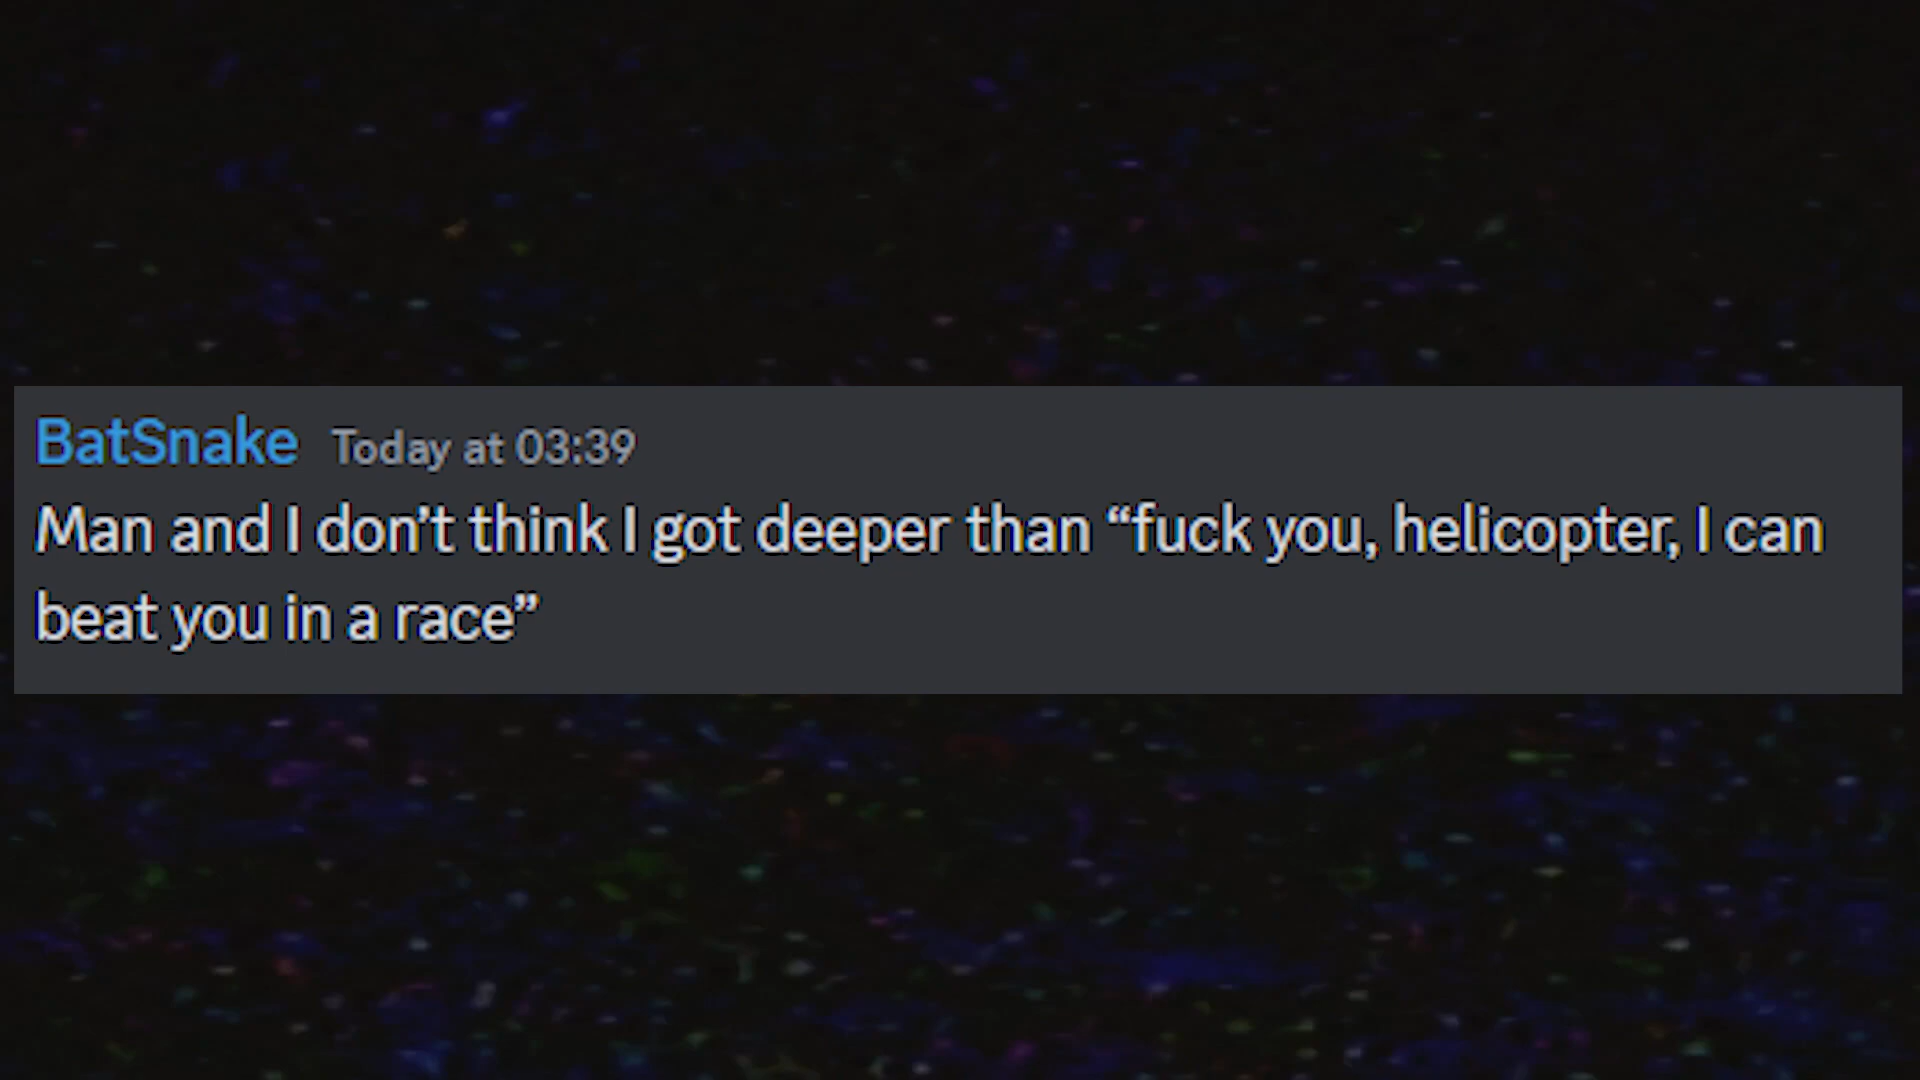 BatSnake Today at 03:39
Man and I don’t think I got deeper than “fuck you, helicopter, I can
beat you in a race”